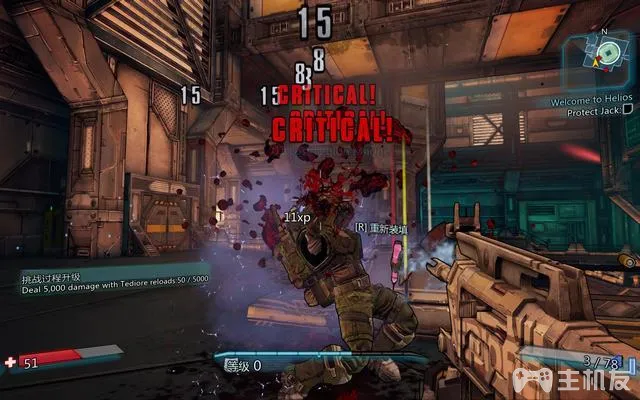 15
8
8
3
15
15
CRITICAL!
CRITICAL!
N
Welcome to Helios
Protect Jack:
11xp
[R] 重新装填
挑战过程升级
Deal 5,000 damage with Tediore reloads:50 / 5000
51
等级 0
3 / 78
主机友